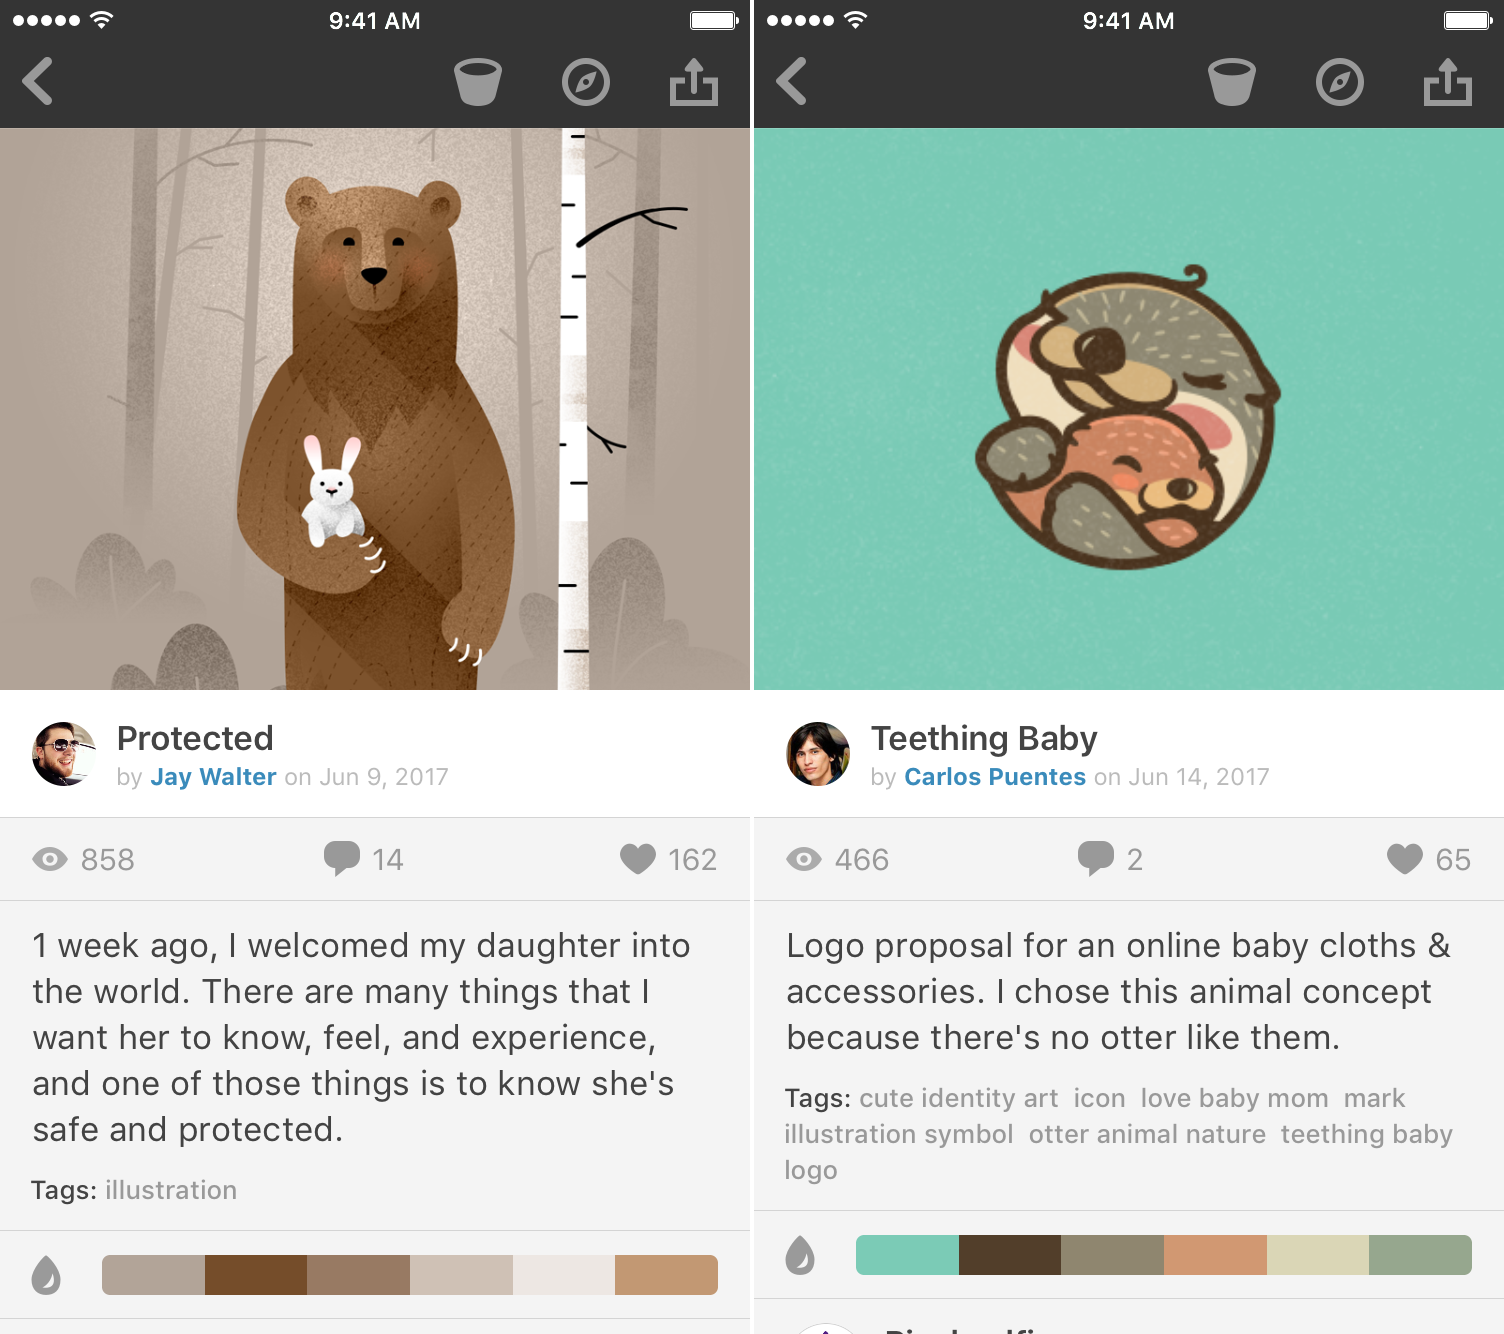 9:41 AM
Protected
by Jay Walter on Jun 9, 2017
858
14
162
1 week ago, I welcomed my daughter into
the world. There are many things that I
want her to know, feel, and experience,
and one of those things is to know she's
safe and protected.
Tags: illustration
9:41 AM
Teething Baby
by Carlos Puentes on Jun 14, 2017
466
2
65
Logo proposal for an online baby cloths &
accessories. I chose this animal concept
because there's no otter like them.
Tags: cute identity art icon love baby mom mark
illustration symbol otter animal nature teething baby
logo